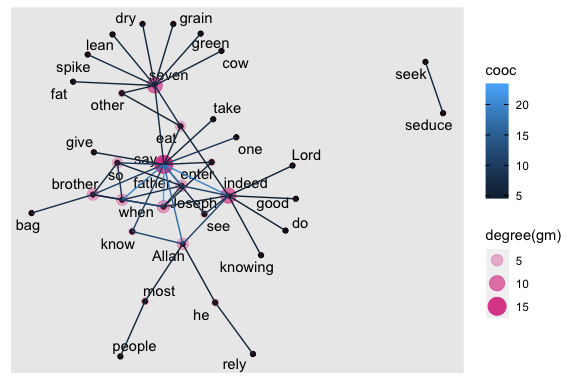 dry
grain
lean
green
cow
spike
seven
fat
other
seek
seduce
take
eat
give
say
one
so
father
enter
Lord
brother
indeed
when
Joseph
good
bag
see
do
know
Allah
knowing
most
he
people
rely
cooc
20
15
10
5
degree(gm)
5
10
15